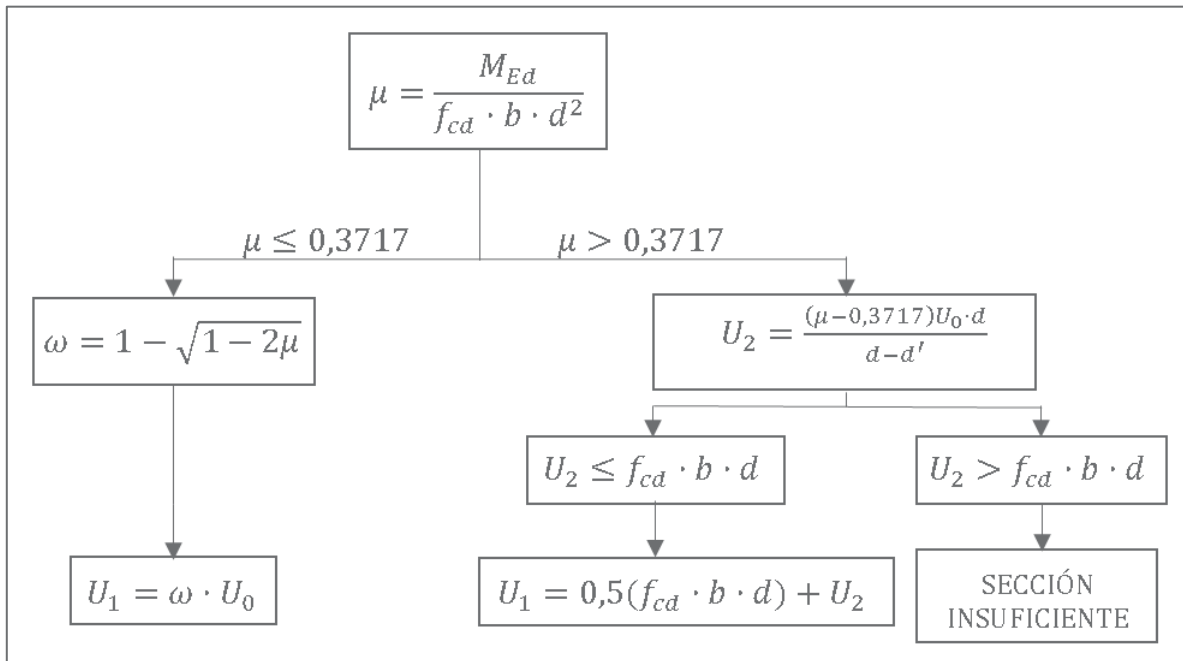 μ = M_Ed / (f_cd · b · d²)
μ ≤ 0,3717
μ > 0,3717
ω = 1 − √(1 − 2μ)
U₂ = (μ−0,3717)U₀·d / (d−d′)
U₂ ≤ f_cd · b · d
U₂ > f_cd · b · d
U₁ = ω · U₀
U₁ = 0,5(f_cd · b · d) + U₂
SECCIÓN
INSUFICIENTE